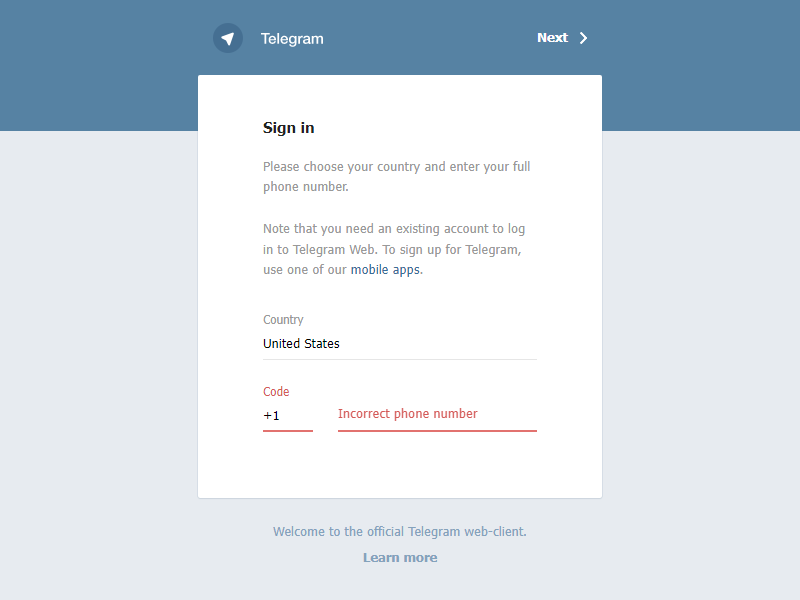 Telegram
Next
Sign in
Please choose your country and enter your full
phone number.
Note that you need an existing account to log
in to Telegram Web. To sign up for Telegram,
use one of our mobile apps.
Country
United States
Code
+1
Incorrect phone number
Welcome to the official Telegram web-client.
Learn more